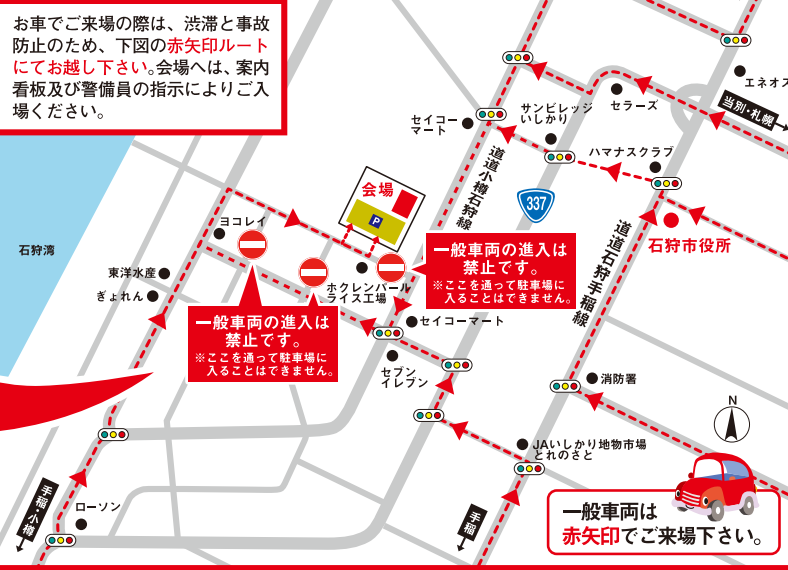 お車でご来場の際は、渋滞と事故
防止のため、下図の赤矢印ルート
にてお越し下さい。会場へは、案内
看板及び警備員の指示によりご入
場ください。
エネオス
当別・札幌
セラーズ
サンビレッジ
いしかり
セイコー
マート
ハマナスクラブ
道道小樽石狩線
会場
P
337
ヨコレイ
石狩市役所
道道石狩手稲線
石狩湾
一般車両の進入は
禁止です。
※ここを通って駐車場に
入ることはできません。
東洋水産
ぎょれん
ホクレンパール
ライス工場
一般車両の進入は
禁止です。
※ここを通って駐車場に
入ることはできません。
セイコーマート
セブン
イレブン
消防署
N
JAいしかり地物市場
とれのさと
手稲・小樽
ローソン
手稲
一般車両は
赤矢印でご来場下さい。